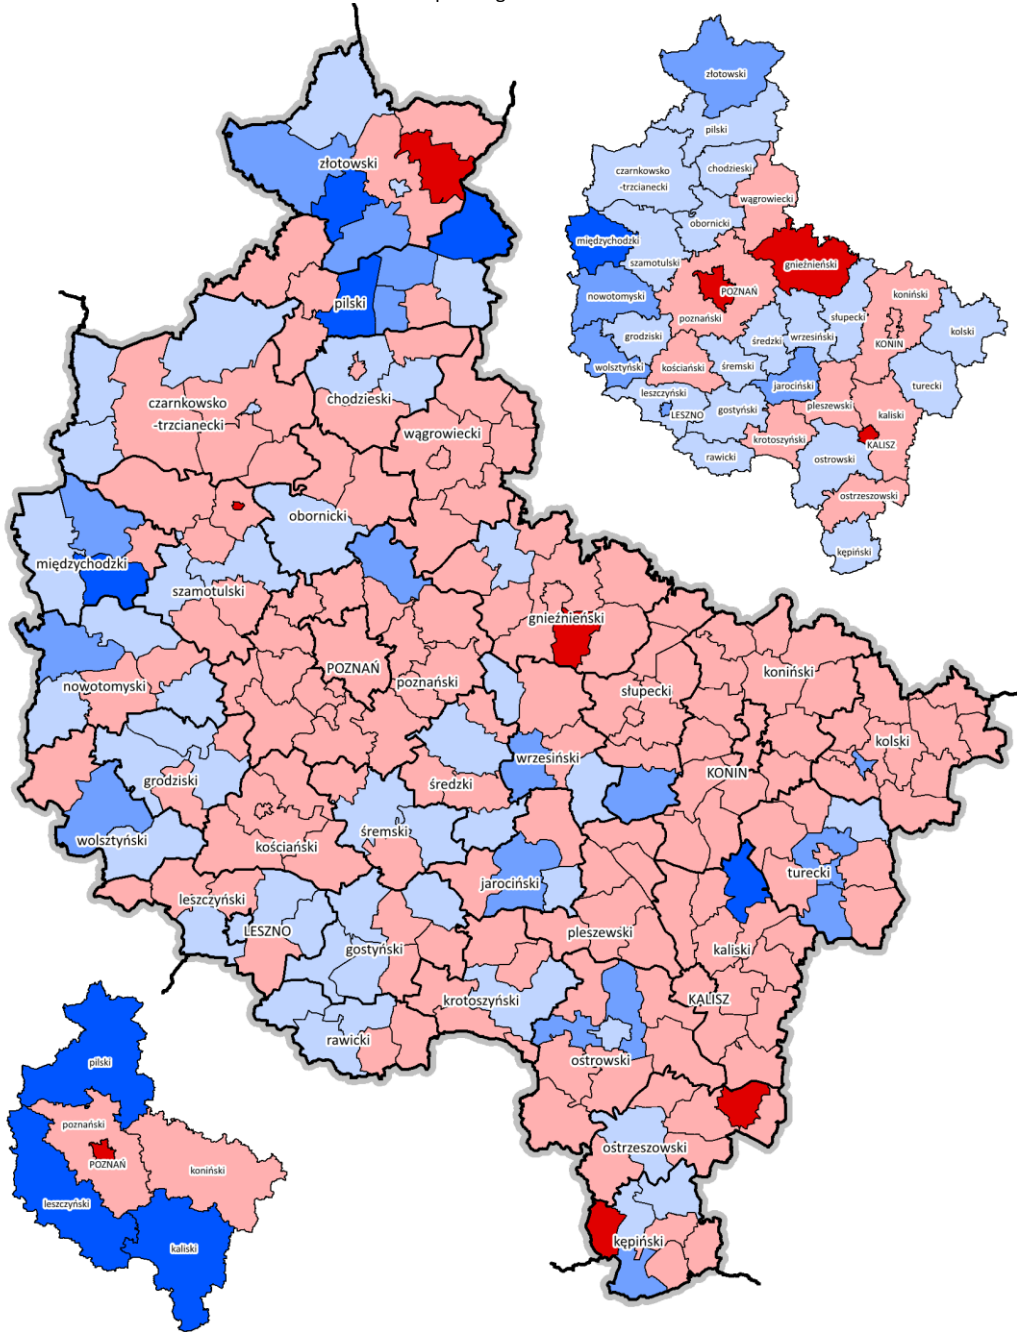 złotowski
pilski
czarnkowsko
-trzcianecki
chodzieski
wągrowiecki
obornicki
międzychodzki
szamotulski
gnieźnieński
POZNAŃ
poznański
nowotomyski
słupecki
koniński
kolski
KONIN
wrzesiński
średzki
grodziski
wolsztyński
śremski
kościański
jarociński
turecki
leszczyński
LESZNO
gostyński
pleszewski
kaliski
krotoszyński
KALISZ
rawicki
ostrowski
ostrzeszowski
kępiński
złotowski
pilski
czarnkowsko
-trzcianecki
chodzieski
wągrowiecki
obornicki
międzychodzki
szamotulski
gnieźnieński
nowotomyski
POZNAŃ
poznański
koniński
słupecki
kolski
grodziski
średzki
wrzesiński
KONIN
wolsztyński
kościański
śremski
jarociński
turecki
leszczyński
LESZNO
gostyński
pleszewski
kaliski
krotoszyński
KALISZ
rawicki
ostrowski
ostrzeszowski
kępiński
pilski
poznański
POZNAŃ
koniński
leszczyński
kaliski